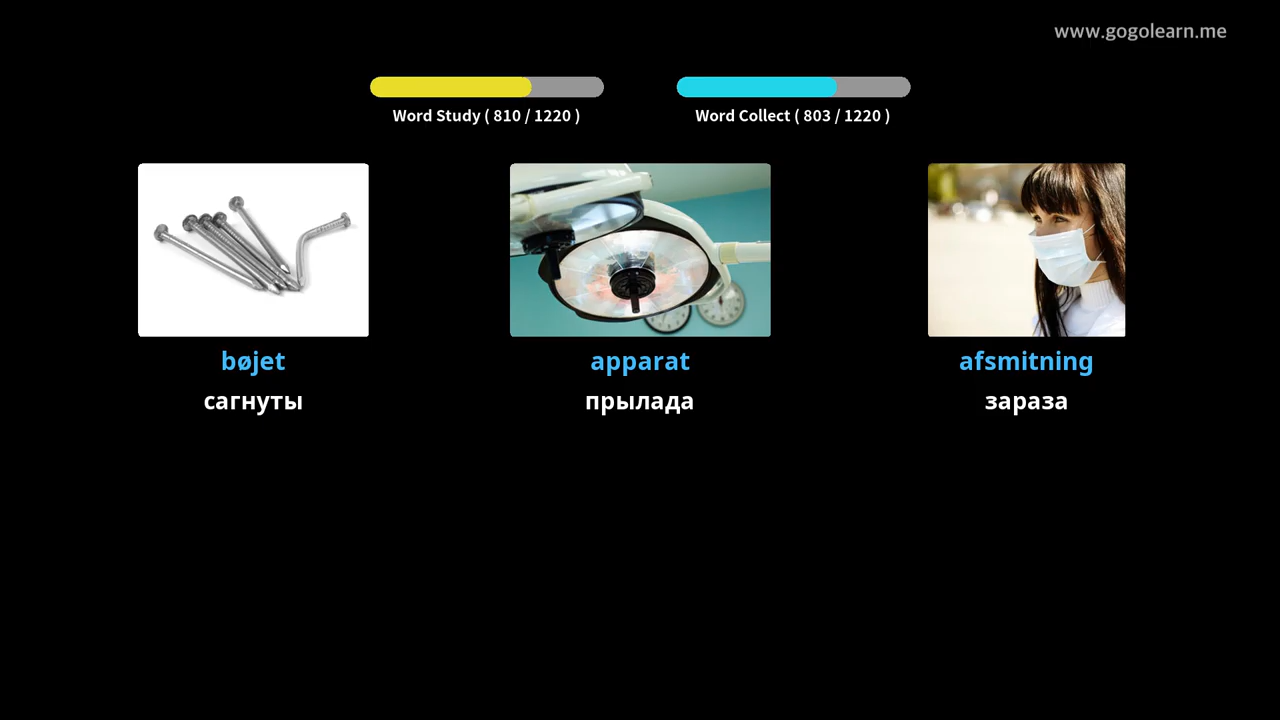 www.gogolearn.me
Word Study ( 810 / 1220 )
Word Collect ( 803 / 1220 )
bøjet
сагнуты
apparat
прылада
afsmitning
зараза